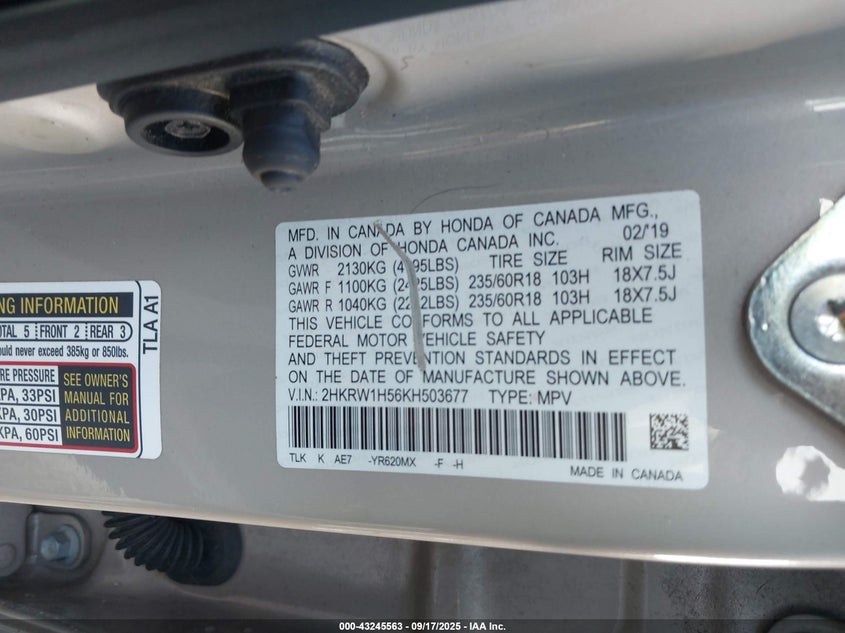 MFD. IN CANADA BY HONDA OF CANADA MFG.,
A DIVISION OF HONDA CANADA INC. 02/'19
GVWR 2130KG (4695LBS) TIRE SIZE RIM SIZE
GAWR F 1100KG (2425LBS) 235/60R18 103H 18X7.5J
GAWR R 1040KG (2292LBS) 235/60R18 103H 18X7.5J
THIS VEHICLE CONFORMS TO ALL APPLICABLE
FEDERAL MOTOR VEHICLE SAFETY
AND THEFT PREVENTION STANDARDS IN EFFECT
ON THE DATE OF MANUFACTURE SHOWN ABOVE.
V.I.N.: 2HKRW1H56KH503677 TYPE: MPV
TLK K AE7 -YR620MX -F -H
MADE IN CANADA
NG INFORMATION
OTAL 5 FRONT 2 REAR 3
ould never exceed 385kg or 850lbs.
RE PRESSURE
KPA, 33PSI
KPA, 30PSI
KPA, 60PSI
SEE OWNER'S
MANUAL FOR
ADDITIONAL
INFORMATION
TLA A1
000-43245563 - 09/17/2025 - IAA Inc.